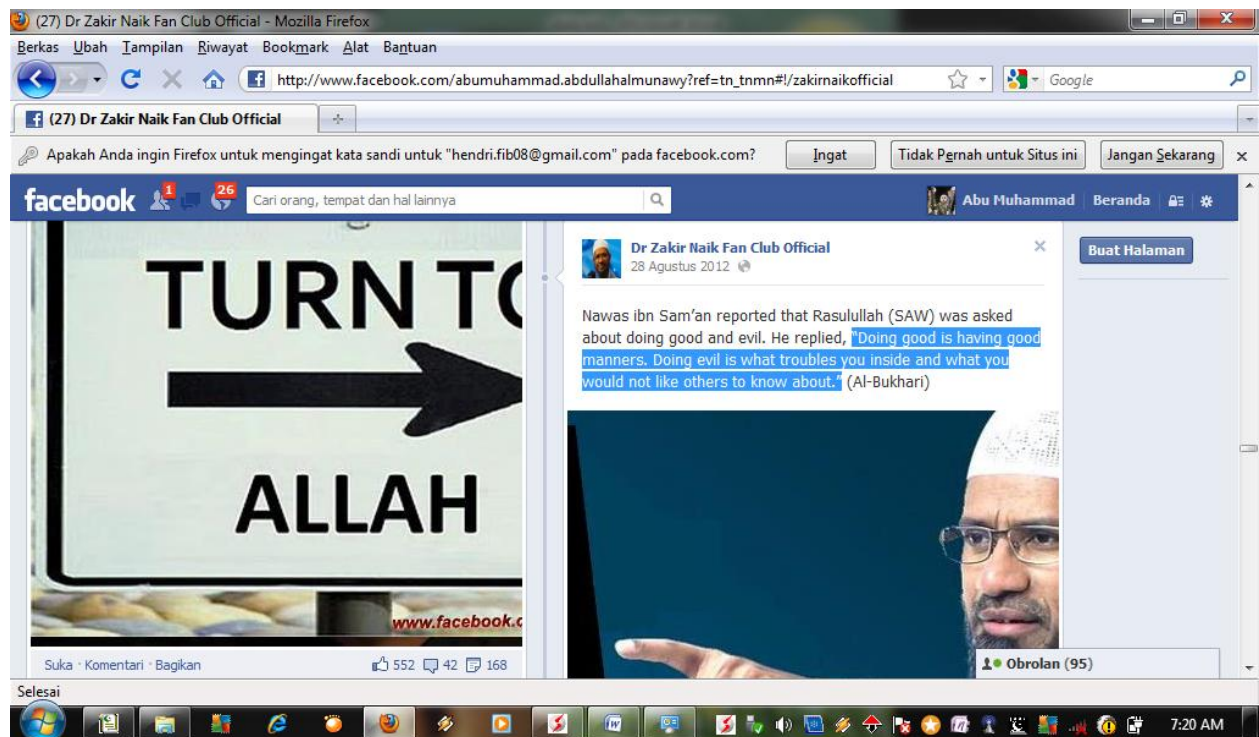 (27) Dr Zakir Naik Fan Club Official - Mozilla Firefox
Berkas Ubah Tampilan Riwayat Bookmark Alat Bantuan
http://www.facebook.com/abumuhammad.abdullahalmunawy?ref=tn_tnmn#!/zakirnaikofficial
Google
(27) Dr Zakir Naik Fan Club Official
Apakah Anda ingin Firefox untuk mengingat kata sandi untuk "hendri.fib08@gmail.com" pada facebook.com? Ingat Tidak Pernah untuk Situs ini Jangan Sekarang
facebook 1 26 Cari orang, tempat dan hal lainnya Abu Muhammad Beranda
TURN TO
ALLAH
www.facebook.c
Suka · Komentari · Bagikan 552 42 168
Dr Zakir Naik Fan Club Official
28 Agustus 2012
Nawas ibn Sam'an reported that Rasulullah (SAW) was asked
about doing good and evil. He replied, "Doing good is having good
manners. Doing evil is what troubles you inside and what you
would not like others to know about." (Al-Bukhari)
Buat Halaman
Obrolan (95)
Selesai
7:20 AM